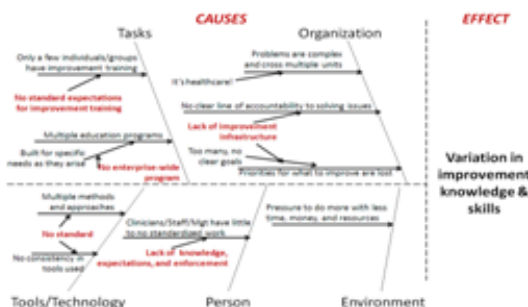 CAUSES
EFFECT
Tasks
Organization
Only a few individuals/groups
have improvement training
Problems are complex
and cross multiple units
It's healthcare!
No standard expectations
for improvement training
No clear line of accountability to solving issues
Lack of improvement
infrastructure
Multiple education programs
Built for specific
needs as they arise
No enterprise-wide
program
Too many, no
clear goals
Priorities for what to improve are lost
Variation in
improvement
knowledge &
skills
Multiple methods
and approaches
No standard
No consistency in
tools used
Clinicians/Staff/Mgt have little
to no standardized work
Lack of knowledge,
expectations, and enforcement
Pressure to do more with less
time, money, and resources
Tools/Technology
Person
Environment